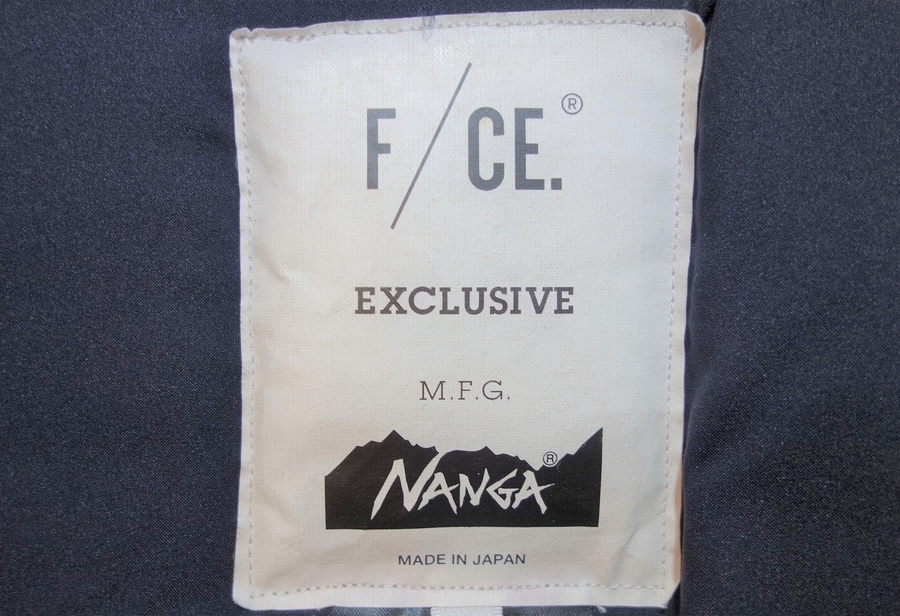 F/CE.®
EXCLUSIVE
M.F.G.
NANGA®
MADE IN JAPAN